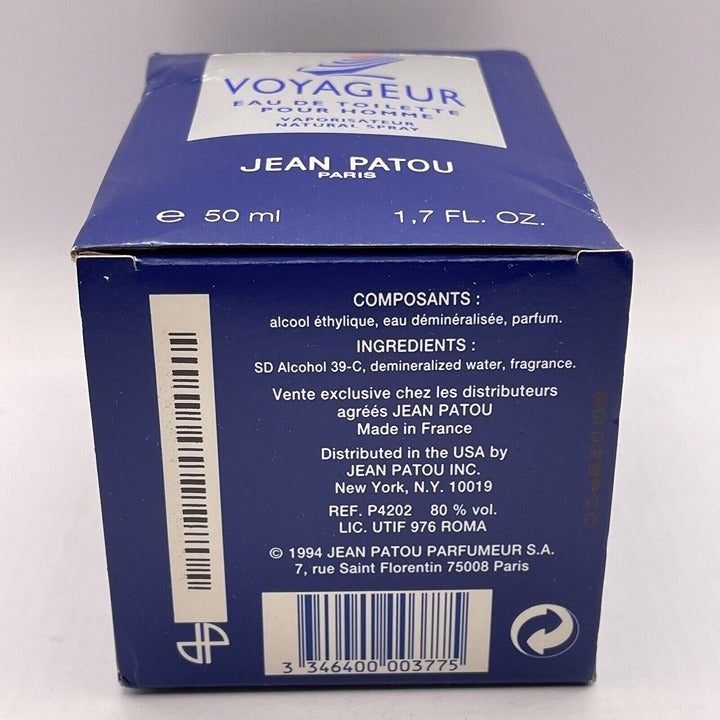 VOYAGEUR
EAU DE TOILETTE
POUR HOMME
VAPORISATEUR
NATURAL SPRAY
JEAN PATOU
PARIS
e 50 ml 1,7 FL. OZ.
COMPOSANTS :
alcool éthylique, eau déminéralisée, parfum.
INGREDIENTS :
SD Alcohol 39-C, demineralized water, fragrance.
Vente exclusive chez les distributeurs
agréés JEAN PATOU
Made in France
Distributed in the USA by
JEAN PATOU INC.
New York, N.Y. 10019
REF. P4202 80 % vol.
LIC. UTIF 976 ROMA
© 1994 JEAN PATOU PARFUMEUR S.A.
7, rue Saint Florentin 75008 Paris
3 346400 003775